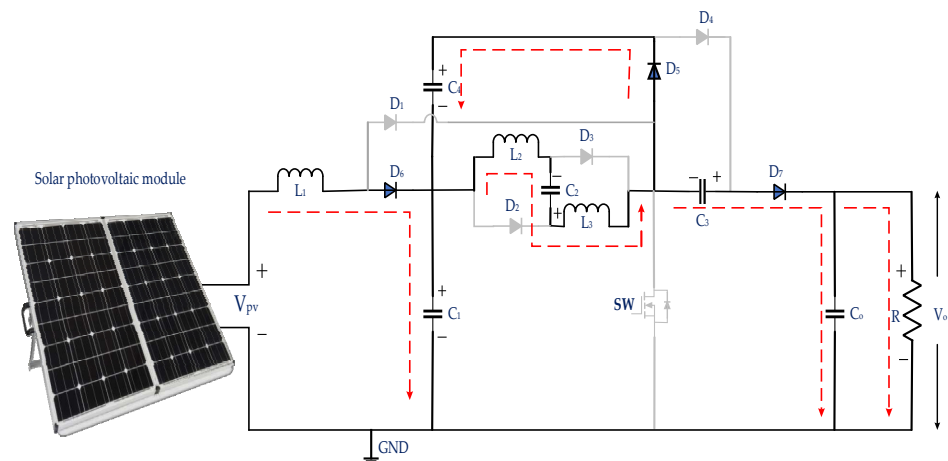 D4
D5
C4
+
−
D1
D3
L2
Solar photovoltaic module
L1
D6
−
C2
+
D2
L3
−
+
C3
D7
+
Vpv
−
+
C1
−
SW
Co
+
R
−
Vo
GND